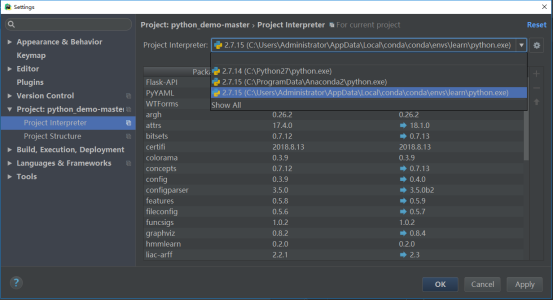 Settings
Project: python_demo-master › Project Interpreter For current project Reset
Appearance & Behavior
Keymap
Editor
Plugins
Version Control
Project: python_demo-master
Project Interpreter
Project Structure
Build, Execution, Deployment
Languages & Frameworks
Tools
Project Interpreter: 2.7.15 (C:\Users\Administrator\AppData\Local\conda\conda\envs\learn\python.exe)
2.7.14 (C:\Python27\python.exe)
2.7.15 (C:\ProgramData\Anaconda2\python.exe)
2.7.15 (C:\Users\Administrator\AppData\Local\conda\conda\envs\learn\python.exe)
Show All
Pack
Flask-API
PyYAML
WTForms
argh 0.26.2 0.26.2
attrs 17.4.0 18.1.0
bitsets 0.7.12 0.7.13
certifi 2018.8.13 2018.8.13
colorama 0.3.9 0.3.9
concepts 0.7.12 0.7.13
config 0.3.9 0.4.0
configparser 3.5.0 3.5.0b2
features 0.5.8 0.5.9
fileconfig 0.5.6 0.5.7
funcsigs 1.0.2 1.0.2
graphviz 0.8.2 0.8.4
hmmlearn 0.2.0 0.2.0
liac-arff 2.2.1 2.3
? OK Cancel Apply